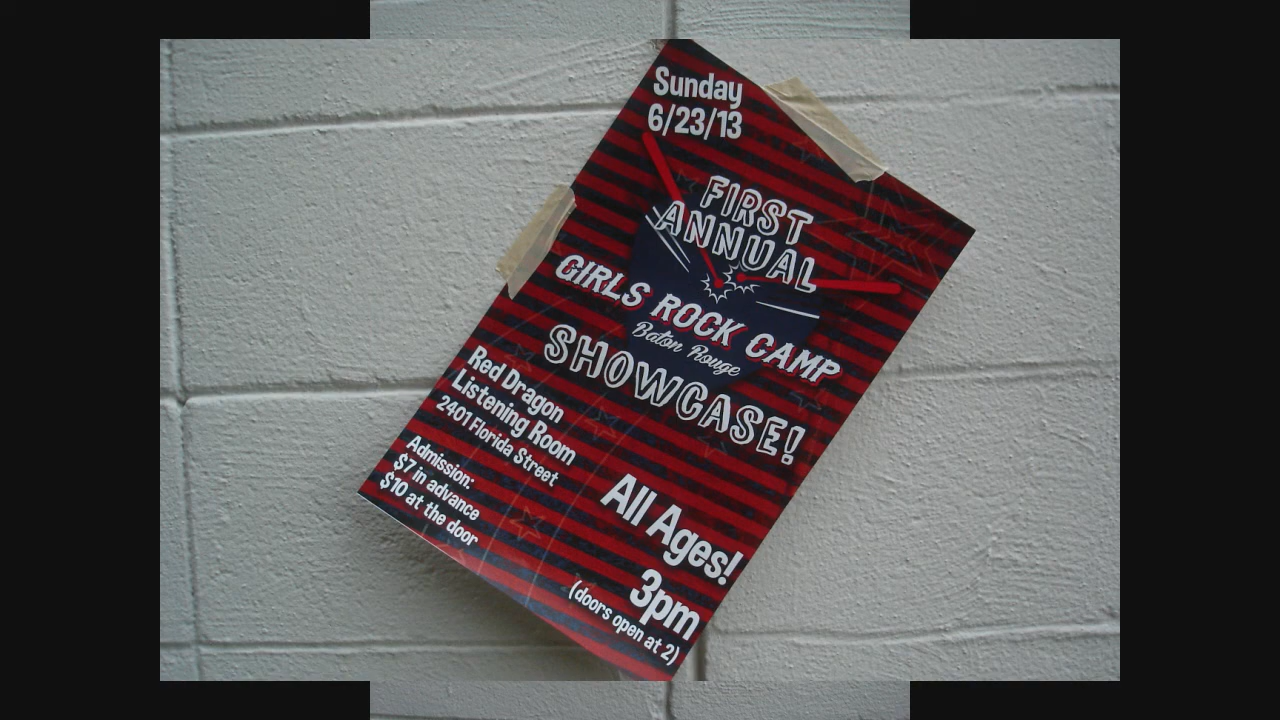 Sunday
6/23/13
FIRST
ANNUAL
GIRLS ROCK CAMP
Baton Rouge
SHOWCASE!
Red Dragon
Listening Room
2401 Florida Street
Admission:
$7 in advance
$10 at the door
All Ages!
3pm
(doors open at 2)